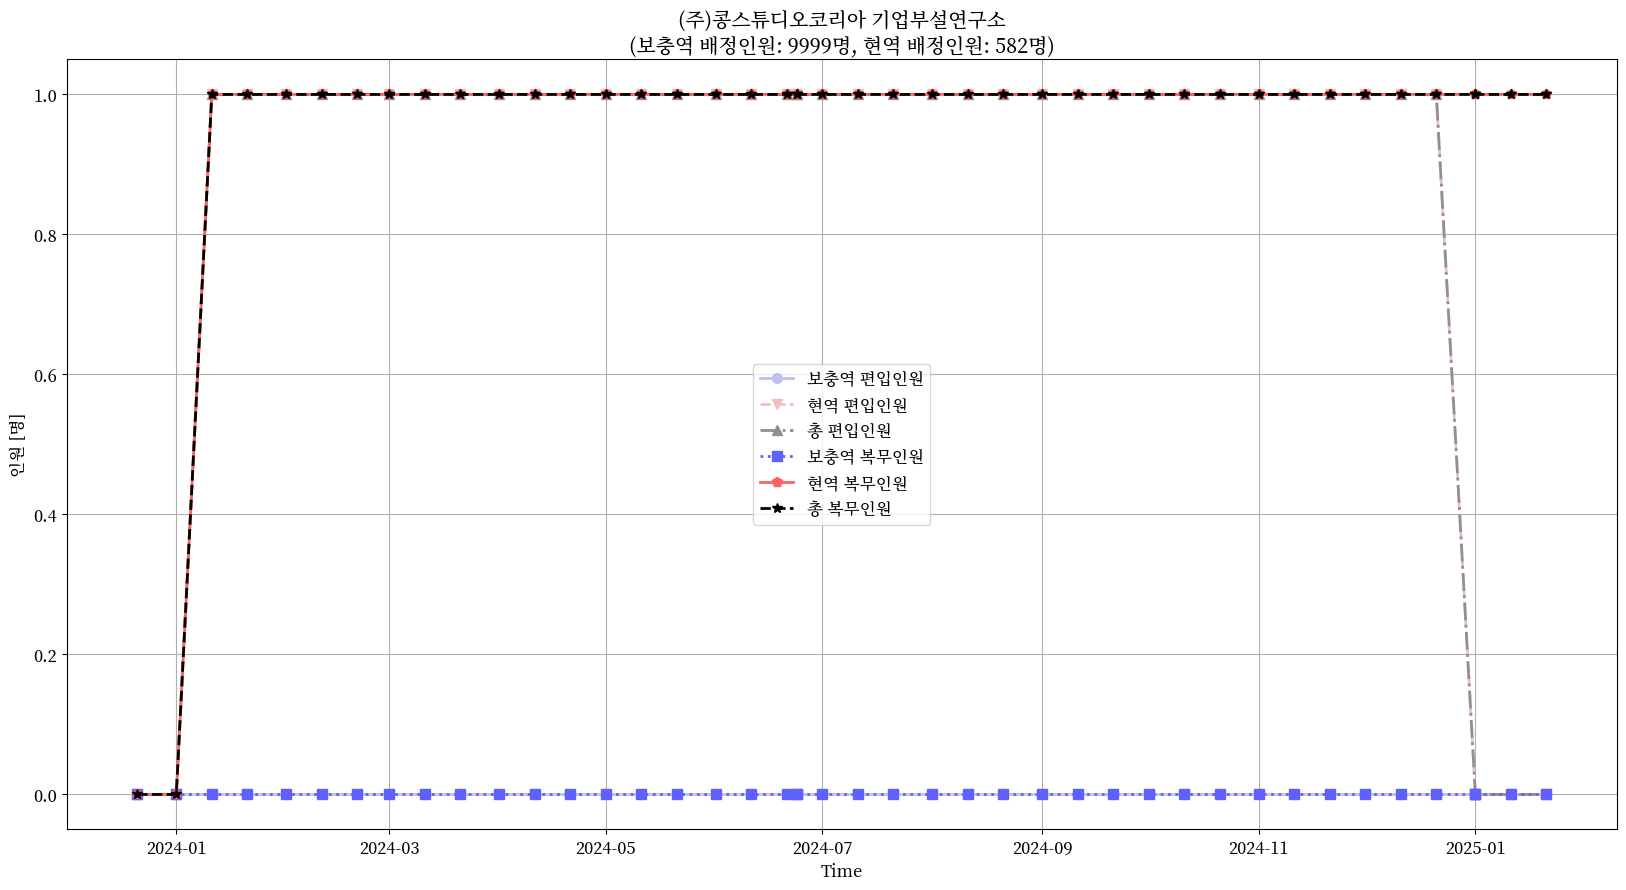 (주)콩스튜디오코리아 기업부설연구소
(보충역 배정인원: 9999명, 현역 배정인원: 582명)
인원 [명]
1.0
0.8
0.6
0.4
0.2
0.0
보충역 편입인원
현역 편입인원
총 편입인원
보충역 복무인원
현역 복무인원
총 복무인원
2024-01 2024-03 2024-05 2024-07 2024-09 2024-11 2025-01
Time